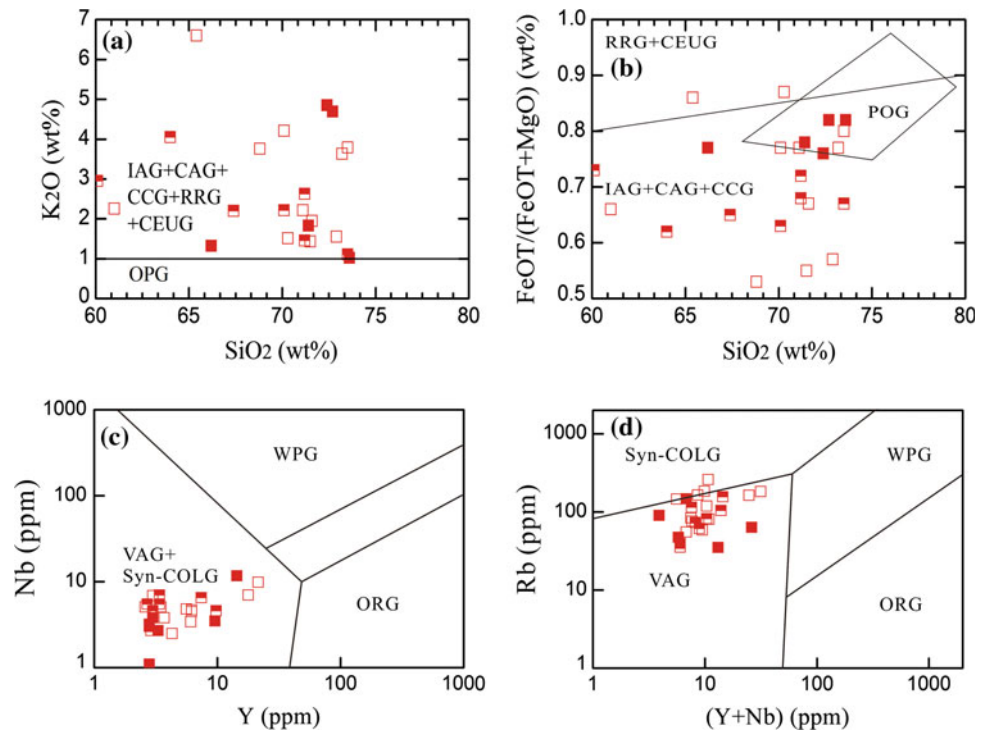 (a)
K2O (wt%)
7
6
5
4
3
2
1
0
IAG+CAG+
CCG+RRG
+CEUG
OPG
60
65
70
75
80
SiO2 (wt%)
(b)
FeOT/(FeOT+MgO) (wt%)
1.0
0.9
0.8
0.7
0.6
0.5
RRG+CEUG
POG
IAG+CAG+CCG
60
65
70
75
80
SiO2 (wt%)
(c)
Nb (ppm)
1000
100
10
1
WPG
VAG+
Syn-COLG
ORG
1
10
100
1000
Y (ppm)
(d)
Rb (ppm)
1000
100
10
1
Syn-COLG
WPG
VAG
ORG
1
10
100
1000
(Y+Nb) (ppm)